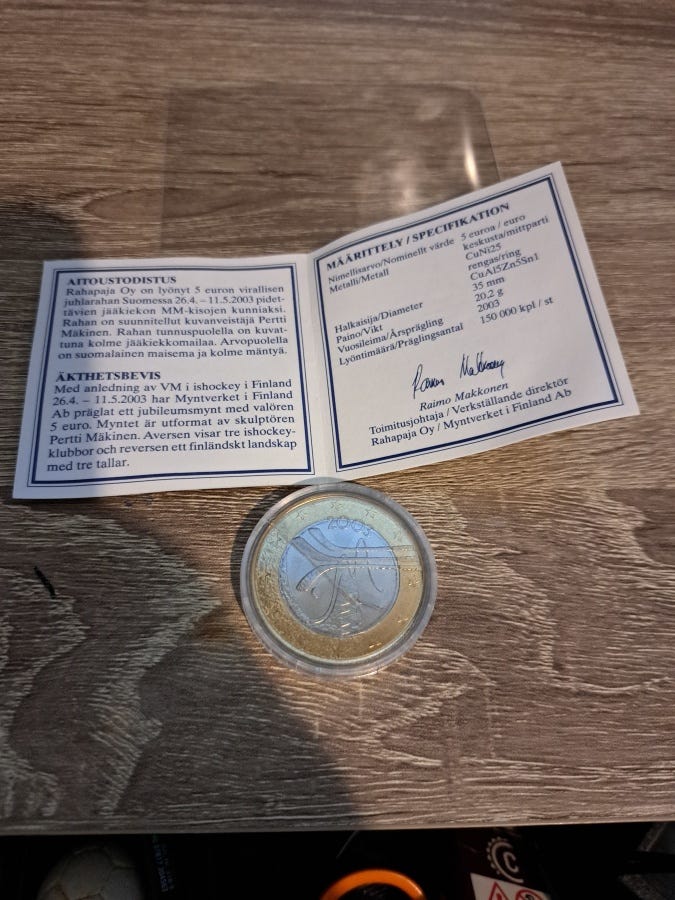 AITOUSTODISTUS
Rahapaja Oy on lyönyt 5 euron virallisen
juhlarahan Suomessa 26.4. – 11.5.2003 pidet-
tävien jääkiekon MM-kisojen kunniaksi.
Rahan on suunnitellut kuvanveistäjä Pertti
Mäkinen. Rahan tunnuspuolella on kuvat-
tuna kolme jääkiekkomailaa. Arvopuolella
on suomalainen maisema ja kolme mäntyä.
ÄKTHETSBEVIS
Med anledning av VM i ishockey i Finland
26.4. – 11.5.2003 har Myntverket i Finland
Ab präglat ett jubileumsmynt med valören
5 euro. Myntet är utformat av skulptören
Pertti Mäkinen. Aversen visar tre ishockey-
klubbor och reversen ett finländskt landskap
med tre tallar.
MÄÄRITTELY / SPECIFIKATION
Nimellisarvo/Nominellt värde 5 euroa / euro
Metalli/Metall keskusta/mittparti
CuNi25
rengas/ring
CuAl5Zn5Sn1
Halkaisija/Diameter 35 mm
Paino/Vikt 20,2 g
Vuosileima/Årsprägling 2003
Lyöntimäärä/Präglingsantal 150 000 kpl / st
Raimo Makkonen
Raimo Makkonen
Toimitusjohtaja / Verkställande direktör
Rahapaja Oy / Myntverket i Finland Ab
2003